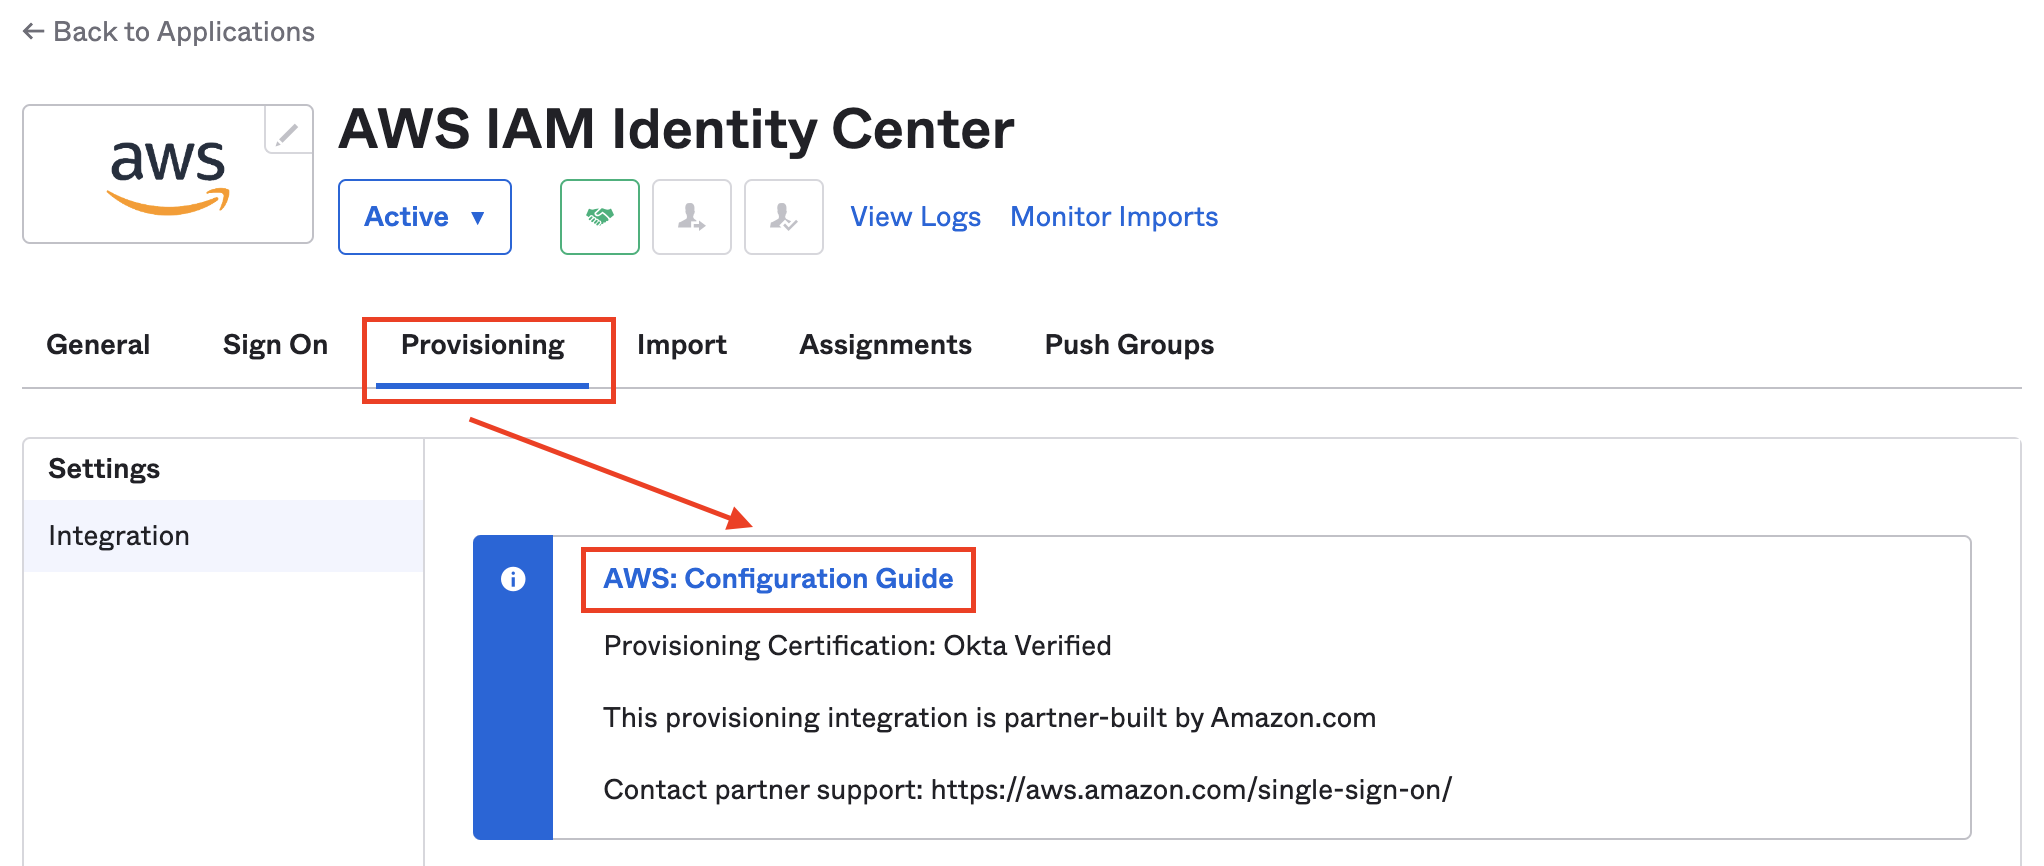 ← Back to Applications
aws
AWS IAM Identity Center
Active ▼
View Logs Monitor Imports
General Sign On Provisioning Import Assignments Push Groups
Settings
Integration
AWS: Configuration Guide
Provisioning Certification: Okta Verified
This provisioning integration is partner-built by Amazon.com
Contact partner support: https://aws.amazon.com/single-sign-on/